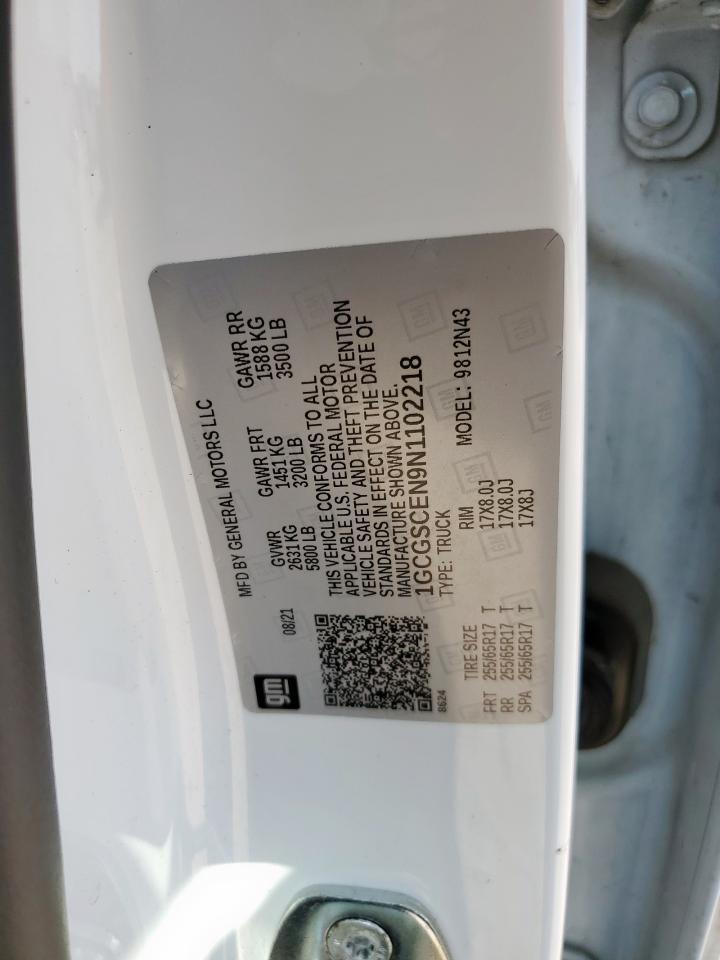 gm
MFD BY GENERAL MOTORS LLC
08/21
GVWR GAWR FRT GAWR RR
2631 KG 1451 KG 1588 KG
5800 LB 3200 LB 3500 LB
THIS VEHICLE CONFORMS TO ALL
APPLICABLE U.S. FEDERAL MOTOR
VEHICLE SAFETY AND THEFT PREVENTION
STANDARDS IN EFFECT ON THE DATE OF
MANUFACTURE SHOWN ABOVE.
1GCGSCEN9N1102218
8624
TYPE: TRUCK MODEL: 9812N43
TIRE SIZE RIM
FRT 255/65R17 T 17X8.0J
RR 255/65R17 T 17X8.0J
SPA 255/65R17 T 17X8J